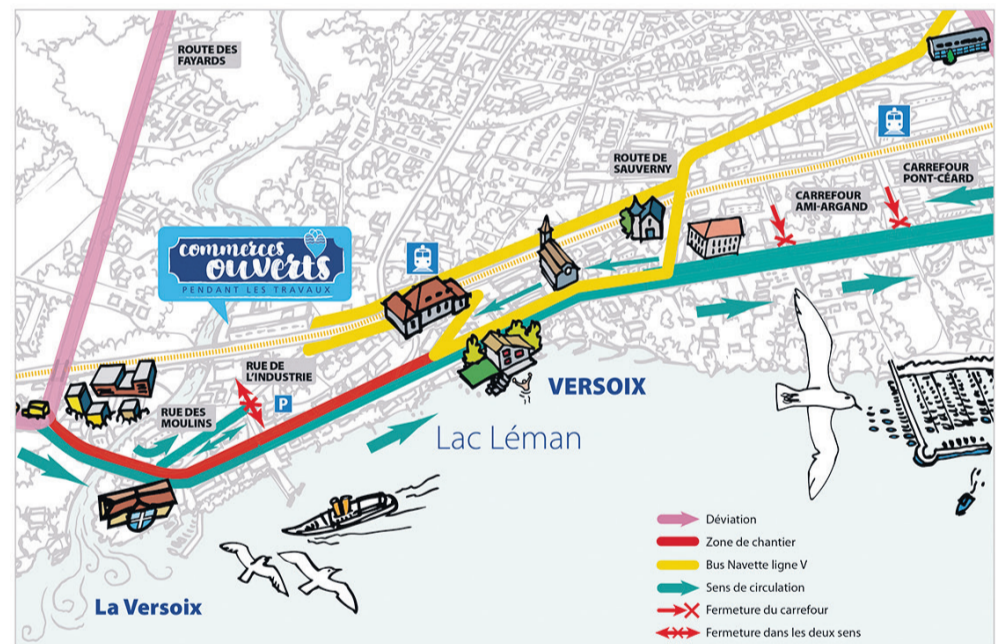 ROUTE DES
FAYARDS
ROUTE DE
SAUVERNY
CARREFOUR
PONT-CÉARD
CARREFOUR
AMI-ARGAND
commerces
ouverts
PENDANT LES TRAVAUX
RUE DE
L'INDUSTRIE
P
RUE DES
MOULINS
VERSOIX
Lac Léman
La Versoix
Déviation
Zone de chantier
Bus Navette ligne V
Sens de circulation
Fermeture du carrefour
Fermeture dans les deux sens